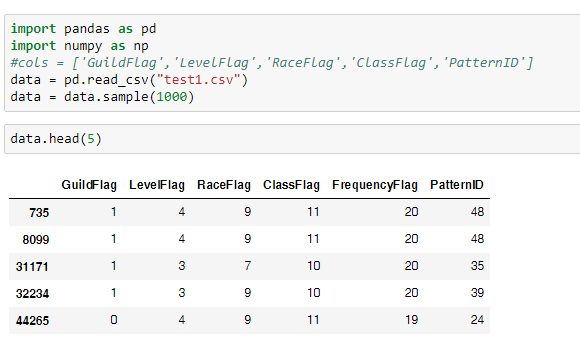 import pandas as pd
import numpy as np
#cols = ['GuildFlag','LevelFlag','RaceFlag','ClassFlag','PatternID']
data = pd.read_csv("test1.csv")
data = data.sample(1000)
data.head(5)
GuildFlag LevelFlag RaceFlag ClassFlag FrequencyFlag PatternID
735 1 4 9 11 20 48
8099 1 4 9 11 20 48
31171 1 3 7 10 20 35
32234 1 3 9 10 20 39
44265 0 4 9 11 19 24